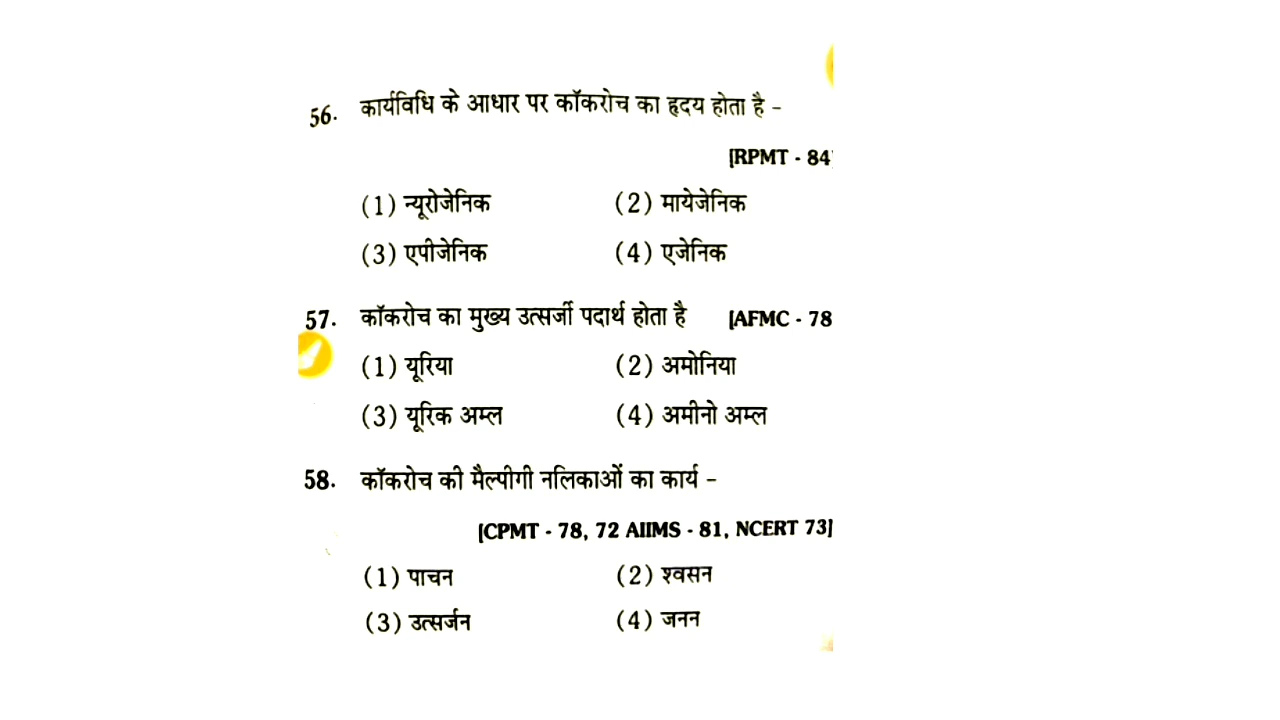 56. कार्यविधि के आधार पर कॉकरोच का हृदय होता है -
[RPMT - 84]
(1) न्यूरोजेनिक (2) मायेजेनिक
(3) एपीजेनिक (4) एजेनिक
57. कॉकरोच का मुख्य उत्सर्जी पदार्थ होता है [AFMC - 78
(1) यूरिया (2) अमोनिया
(3) यूरिक अम्ल (4) अमीनो अम्ल
58. कॉकरोच की मैल्पीगी नलिकाओं का कार्य -
[CPMT - 78, 72 AIIMS - 81, NCERT 73]
(1) पाचन (2) श्वसन
(3) उत्सर्जन (4) जनन